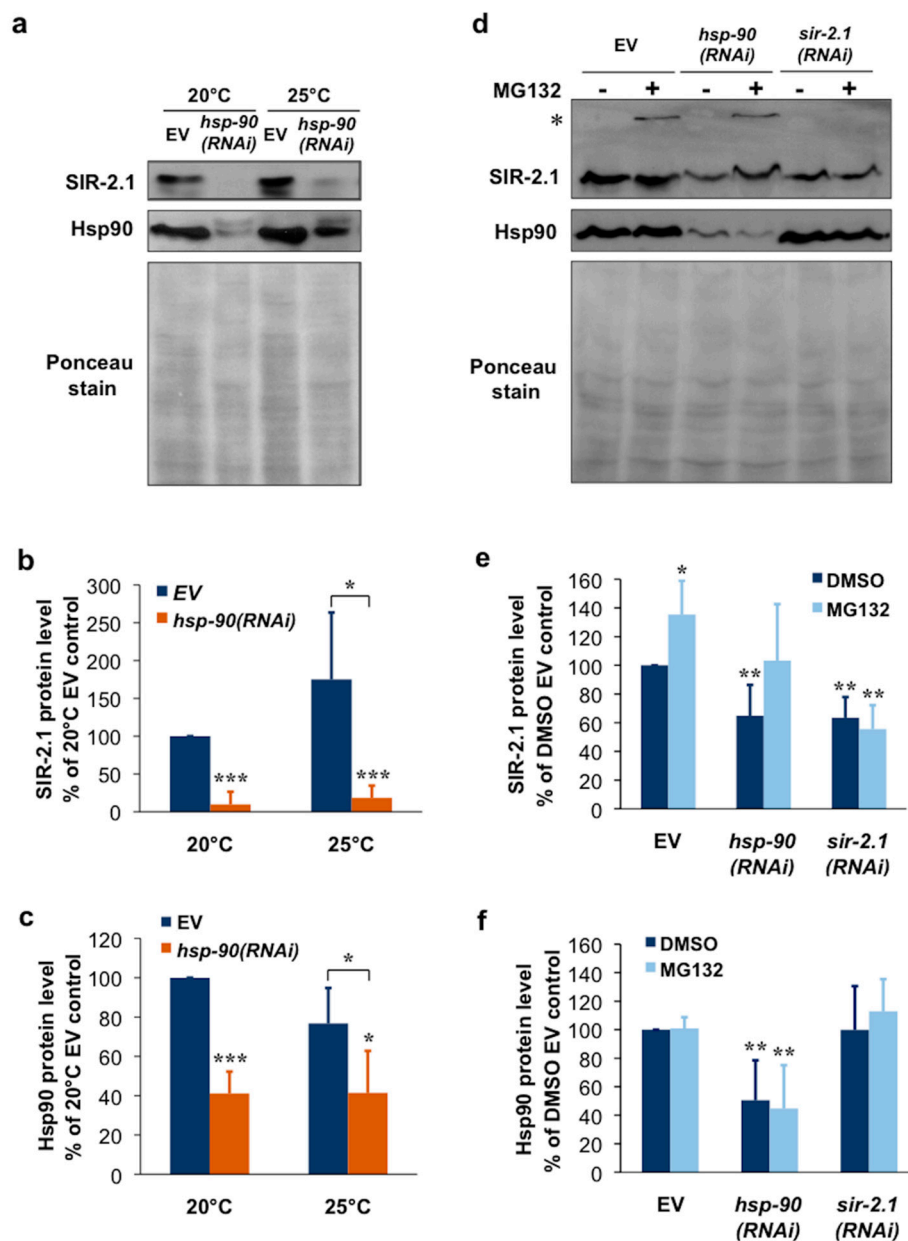 a
20°C 25°C
EV hsp-90 (RNAi) EV hsp-90 (RNAi)
SIR-2.1
Hsp90
Ponceau
stain
b
SIR-2.1 protein level
% of 20°C EV control
300
250
200
150
100
50
0
EV
hsp-90(RNAi)
*
***
***
20°C 25°C
c
Hsp90 protein level
% of 20°C EV control
120
100
80
60
40
20
0
EV
hsp-90(RNAi)
*
***
*
20°C 25°C
d
EV hsp-90 (RNAi) sir-2.1 (RNAi)
MG132 - + - + - +
*
SIR-2.1
Hsp90
Ponceau
stain
e
SIR-2.1 protein level
% of DMSO EV control
160
140
120
100
80
60
40
20
0
DMSO
MG132
*
**
** **
EV hsp-90 (RNAi) sir-2.1 (RNAi)
f
Hsp90 protein level
% of DMSO EV control
160
140
120
100
80
60
40
20
0
DMSO
MG132
** **
EV hsp-90 (RNAi) sir-2.1 (RNAi)